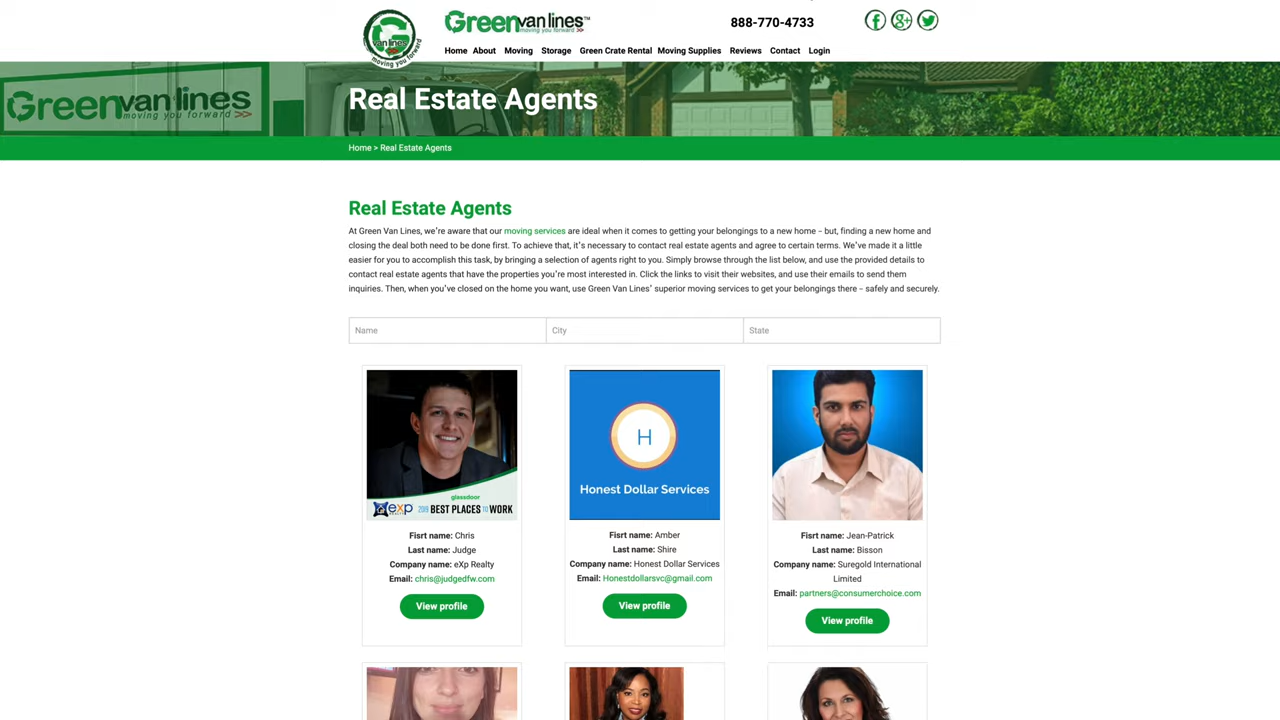 Greenvanlines™
moving you forward >>
888-770-4733
G
van lines
moving you forward
Home About Moving Storage Green Crate Rental Moving Supplies Reviews Contact Login
Greenvanlines
moving you forward >>
Real Estate Agents
Home > Real Estate Agents
Real Estate Agents
At Green Van Lines, we're aware that our moving services are ideal when it comes to getting your belongings to a new home – but, finding a new home and
closing the deal both need to be done first. To achieve that, it's necessary to contact real estate agents and agree to certain terms. We've made it a little
easier for you to accomplish this task, by bringing a selection of agents right to you. Simply browse through the list below, and use the provided details to
contact real estate agents that have the properties you're most interested in. Click the links to visit their websites, and use their emails to send them
inquiries. Then, when you've closed on the home you want, use Green Van Lines' superior moving services to get your belongings there – safely and securely.
Name
City
State
glassdoor
exp
REALTY
2019 BEST PLACES TO WORK
Fisrt name: Chris
Last name: Judge
Company name: eXp Realty
Email: chris@judgedfw.com
View profile
H
Honest Dollar Services
Fisrt name: Amber
Last name: Shire
Company name: Honest Dollar Services
Email: Honestdollarsvc@gmail.com
View profile
Fisrt name: Jean-Patrick
Last name: Bisson
Company name: Suregold International
Limited
Email: partners@consumerchoice.com
View profile